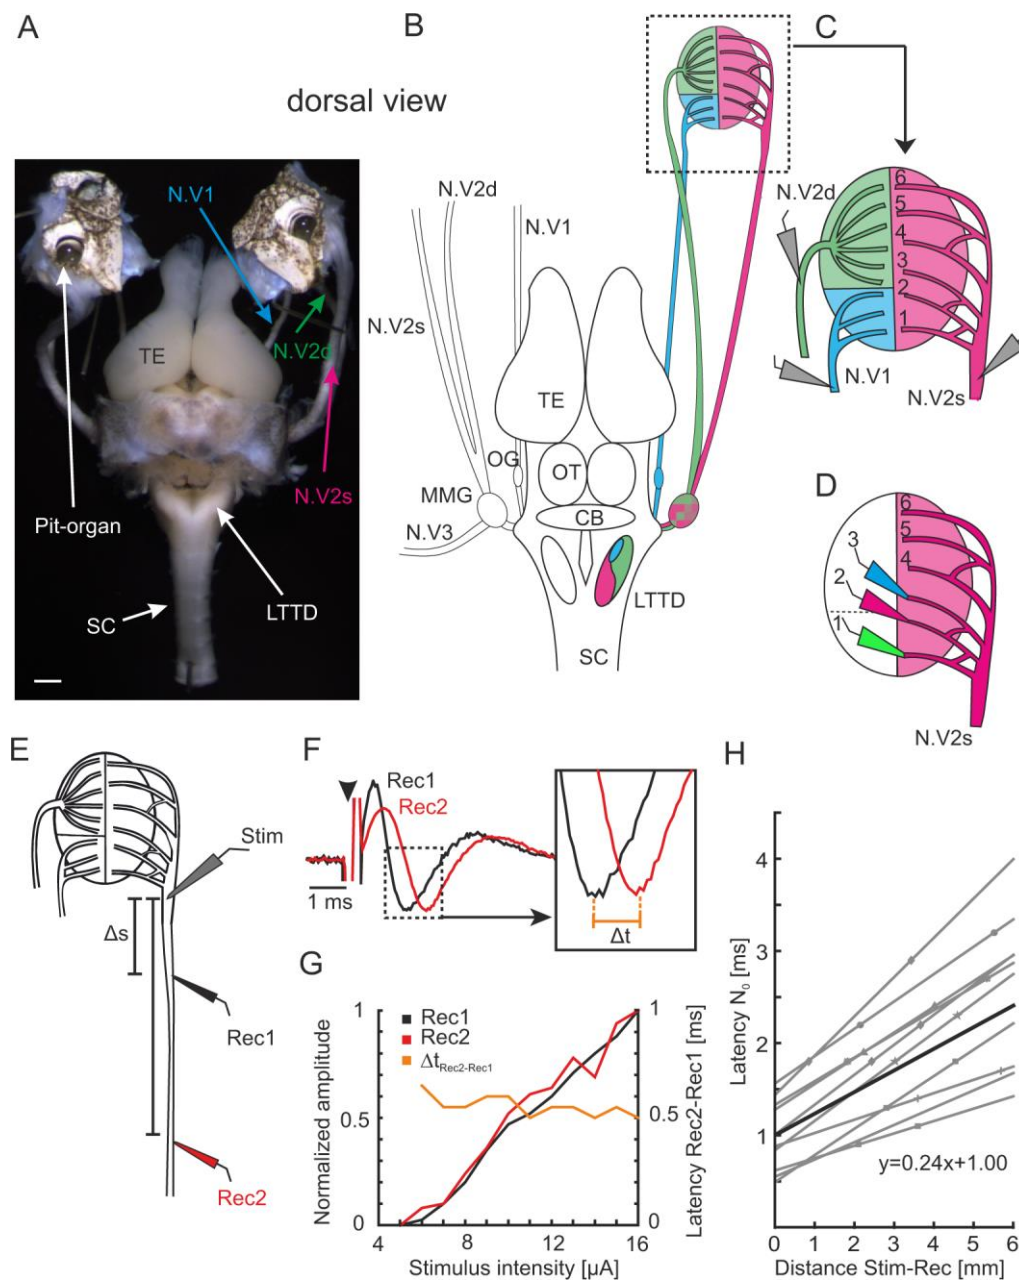 A
dorsal view
N.V1
TE
N.V2d
N.V2s
Pit-organ
SC
LTTD
B
N.V2d
N.V1
N.V2s
TE
OG
OT
MMG
CB
N.V3
LTTD
SC
C
N.V2d
6
5
4
3
2
1
N.V1
N.V2s
D
6
5
4
3
2
1
N.V2s
E
Stim
Δs
Rec1
Rec2
F
Rec1
Rec2
1 ms
Δt
G
Normalized amplitude
1
0.5
0
Rec1
Rec2
Δt Rec2-Rec1
1
0.5
0
Latency Rec2-Rec1 [ms]
4 8 12 16
Stimulus intensity [µA]
H
Latency N₀ [ms]
4
3
2
1
y=0.24x+1.00
0 1 2 3 4 5 6
Distance Stim-Rec [mm]